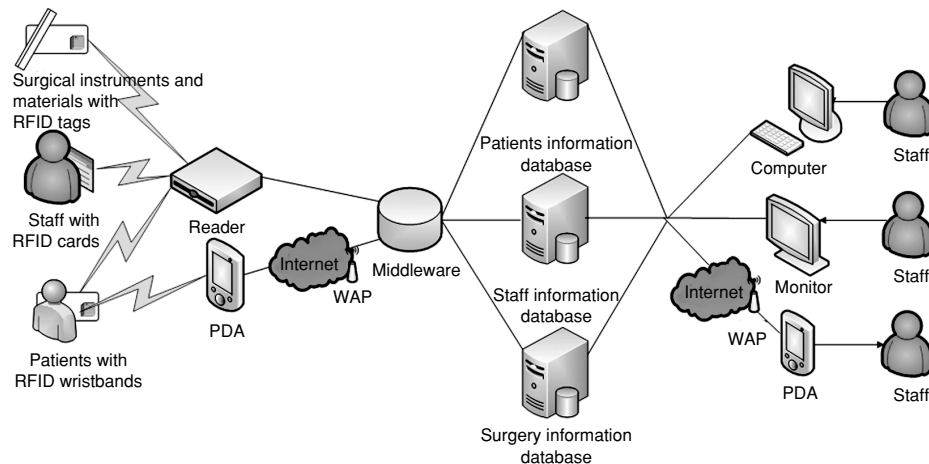 Surgical instruments and
materials with
RFID tags
Staff with
RFID cards
Patients with
RFID wristbands
Reader
PDA
Internet
WAP
Middleware
Patients information
database
Staff information
database
Surgery information
database
Computer
Staff
Monitor
Staff
Internet
WAP
PDA
Staff